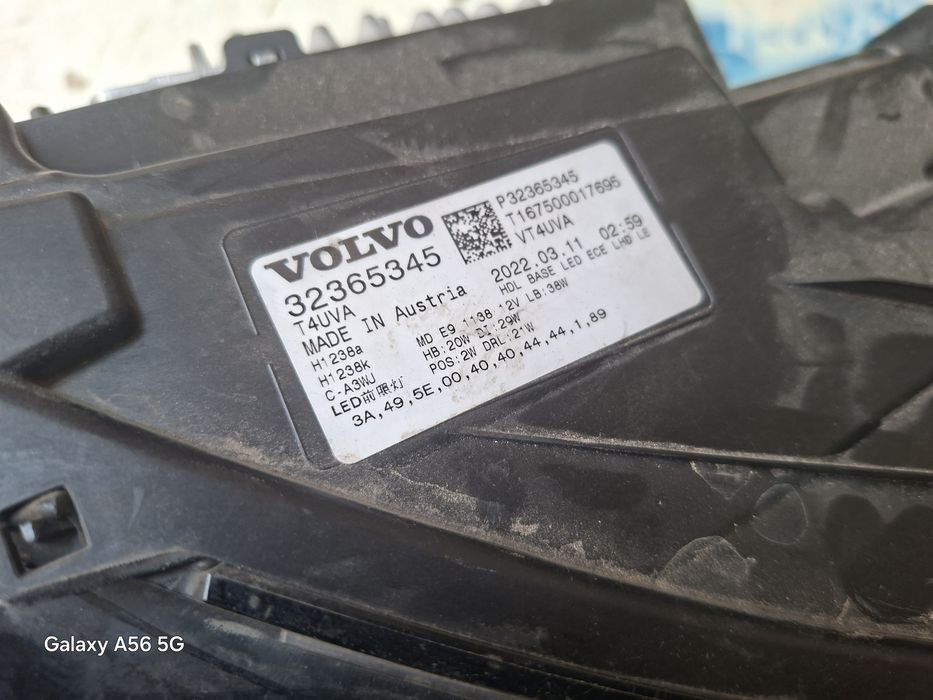 VOLVO
32365345
T4UVA
MADE IN Austria
H1238a
H1238k
C-A3WJ
LED前照灯
P32365345
T167500017695
VT4UVA
2022.03.11 02:59
HDL BASE LED ECE LHD LE
MD E9 1138 12V LB:38W
HB:20W DI:29W
POS:2W DRL:21W
3A,49,5E,00,40,40,44,44,1,89
Galaxy A56 5G